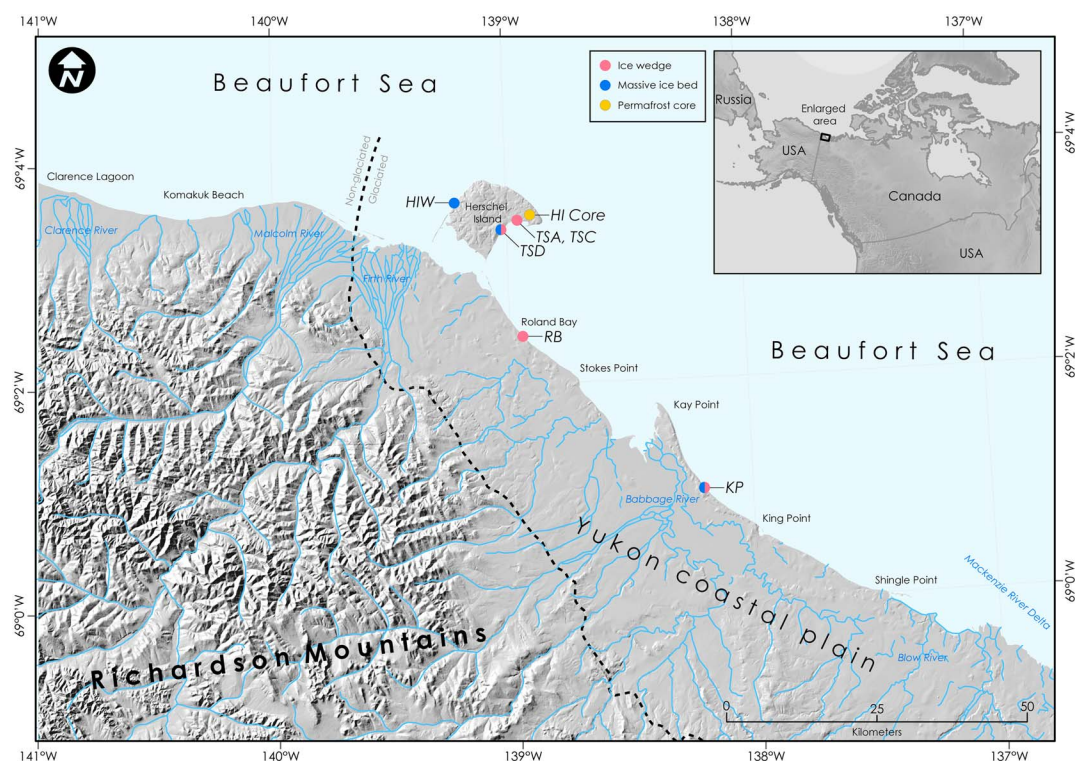 141°W
140°W
139°W
138°W
137°W
N
Beaufort Sea
Ice wedge
Massive ice bed
Permafrost core
Russia
Enlarged
area
USA
Canada
USA
69°4'
69°4'
Non-glaciated
Glaciated
Clarence Lagoon
Komakuk Beach
HIW
Herschel
Island
HI Core
TSA, TSC
TSD
Clarence River
Malcolm River
Firth River
Roland Bay
RB
Beaufort Sea
Stokes Point
69°2'
69°2'
Kay Point
KP
Babbage River
King Point
Yukon coastal plain
Shingle Point
Mackenzie River Delta
69°0'
69°0'
Richardson Mountains
Blow River
0
25
50
Kilometers
141°W
140°W
139°W
138°W
137°W